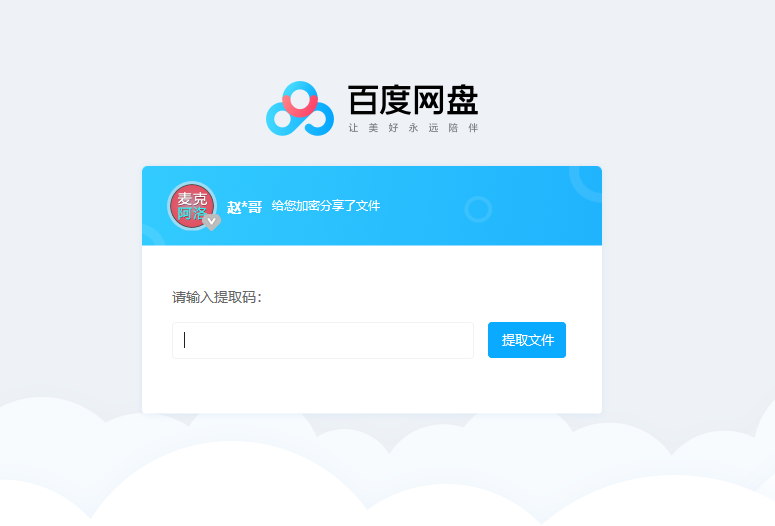 百度网盘
让美好永远陪伴
麦克
阿洛
赵*哥 给您加密分享了文件
请输入提取码：
提取文件